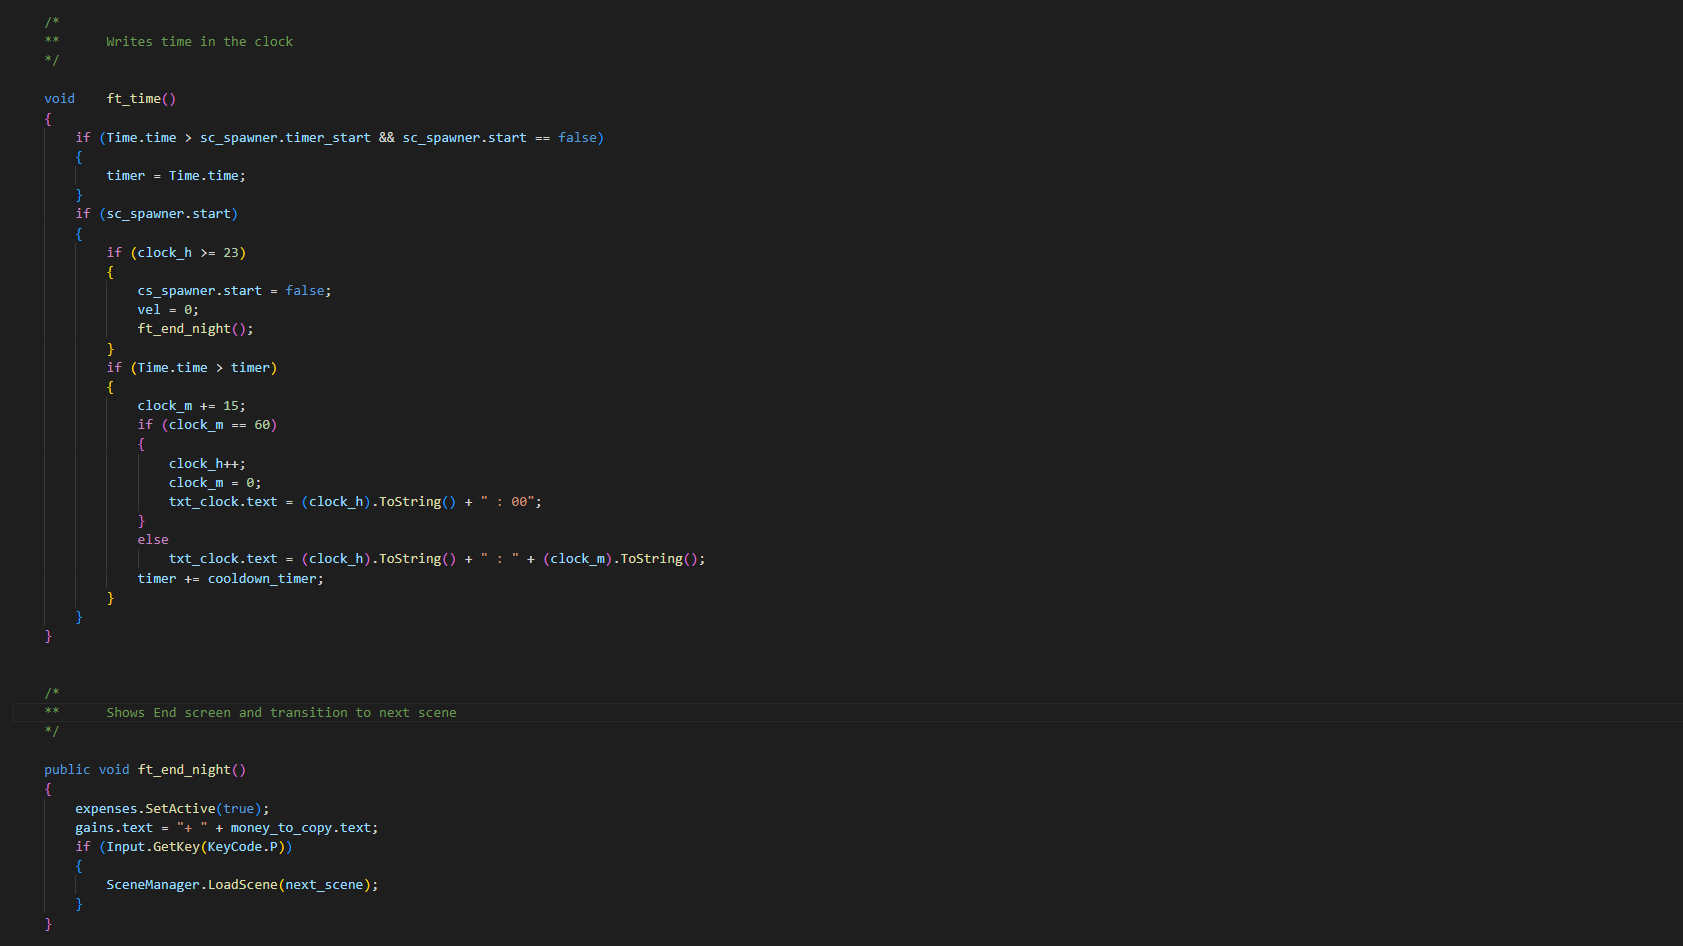 /*
**      Writes time in the clock
*/
void    ft_time()
{
    if (Time.time > sc_spawner.timer_start && sc_spawner.start == false)
    {
        timer = Time.time;
    }
    if (sc_spawner.start)
    {
        if (clock_h >= 23)
        {
            cs_spawner.start = false;
            vel = 0;
            ft_end_night();
        }
        if (Time.time > timer)
        {
            clock_m += 15;
            if (clock_m == 60)
            {
                clock_h++;
                clock_m = 0;
                txt_clock.text = (clock_h).ToString() + " : 00";
            }
            else
                txt_clock.text = (clock_h).ToString() + " : " + (clock_m).ToString();
            timer += cooldown_timer;
        }
    }
}
/*
**      Shows End screen and transition to next scene
*/
public void ft_end_night()
{
    expenses.SetActive(true);
    gains.text = "+ " + money_to_copy.text;
    if (Input.GetKey(KeyCode.P))
    {
        SceneManager.LoadScene(next_scene);
    }
}